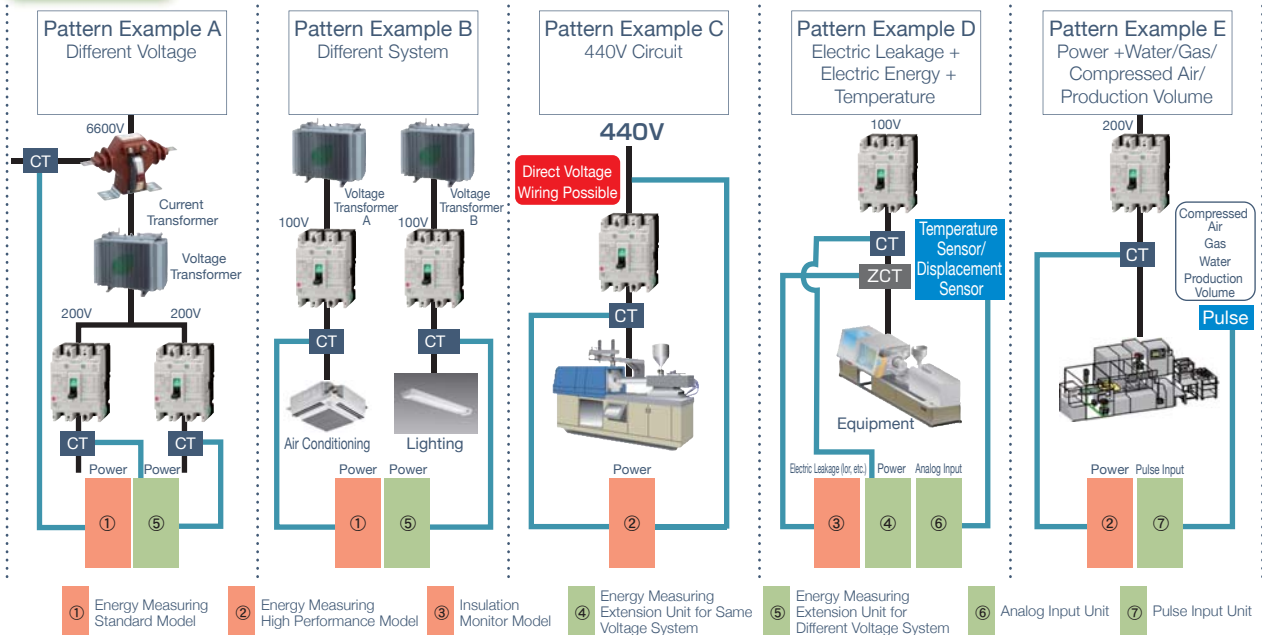 Pattern Example A
Different Voltage
6600V
CT
Current
Transformer
Voltage
Transformer
200V
200V
CT
CT
Power
Power
①
⑤
Pattern Example B
Different System
Voltage
Transformer
A
Voltage
Transformer
B
100V
100V
CT
CT
Air Conditioning
Lighting
Power
Power
①
⑤
Pattern Example C
440V Circuit
440V
Direct Voltage
Wiring Possible
CT
Power
②
Pattern Example D
Electric Leakage +
Electric Energy +
Temperature
100V
CT
ZCT
Temperature
Sensor/
Displacement
Sensor
Equipment
Electric Leakage (Ior, etc.)
Power
Analog Input
③
④
⑥
Pattern Example E
Power +Water/Gas/
Compressed Air/
Production Volume
200V
CT
Compressed
Air
Gas
Water
Production
Volume
Pulse
Power
Pulse Input
②
⑦
① Energy Measuring
Standard Model
② Energy Measuring
High Performance Model
③ Insulation
Monitor Model
④ Energy Measuring
Extension Unit for Same
Voltage System
⑤ Energy Measuring
Extension Unit for
Different Voltage System
⑥ Analog Input Unit
⑦ Pulse Input Unit